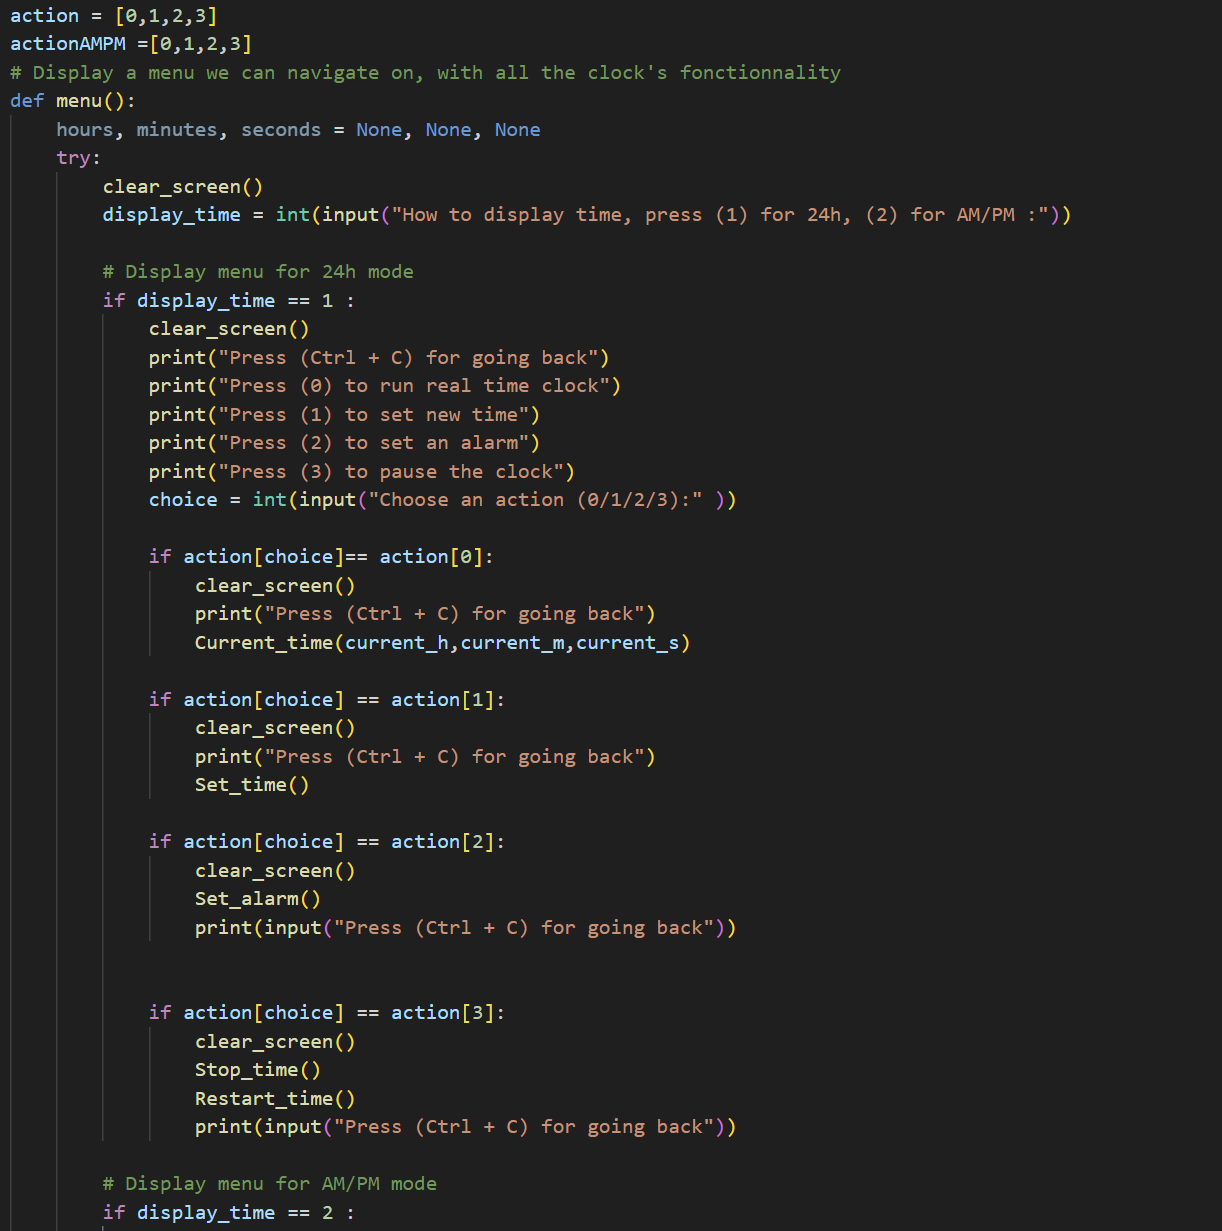 action = [0,1,2,3]
actionAMPM =[0,1,2,3]
# Display a menu we can navigate on, with all the clock's fonctionnality
def menu():
    hours, minutes, seconds = None, None, None
    try:
        clear_screen()
        display_time = int(input("How to display time, press (1) for 24h, (2) for AM/PM :"))

        # Display menu for 24h mode
        if display_time == 1 :
            clear_screen()
            print("Press (Ctrl + C) for going back")
            print("Press (0) to run real time clock")
            print("Press (1) to set new time")
            print("Press (2) to set an alarm")
            print("Press (3) to pause the clock")
            choice = int(input("Choose an action (0/1/2/3):" ))

            if action[choice]== action[0]:
                clear_screen()
                print("Press (Ctrl + C) for going back")
                Current_time(current_h,current_m,current_s)

            if action[choice] == action[1]:
                clear_screen()
                print("Press (Ctrl + C) for going back")
                Set_time()

            if action[choice] == action[2]:
                clear_screen()
                Set_alarm()
                print(input("Press (Ctrl + C) for going back"))


            if action[choice] == action[3]:
                clear_screen()
                Stop_time()
                Restart_time()
                print(input("Press (Ctrl + C) for going back"))

        # Display menu for AM/PM mode
        if display_time == 2 :